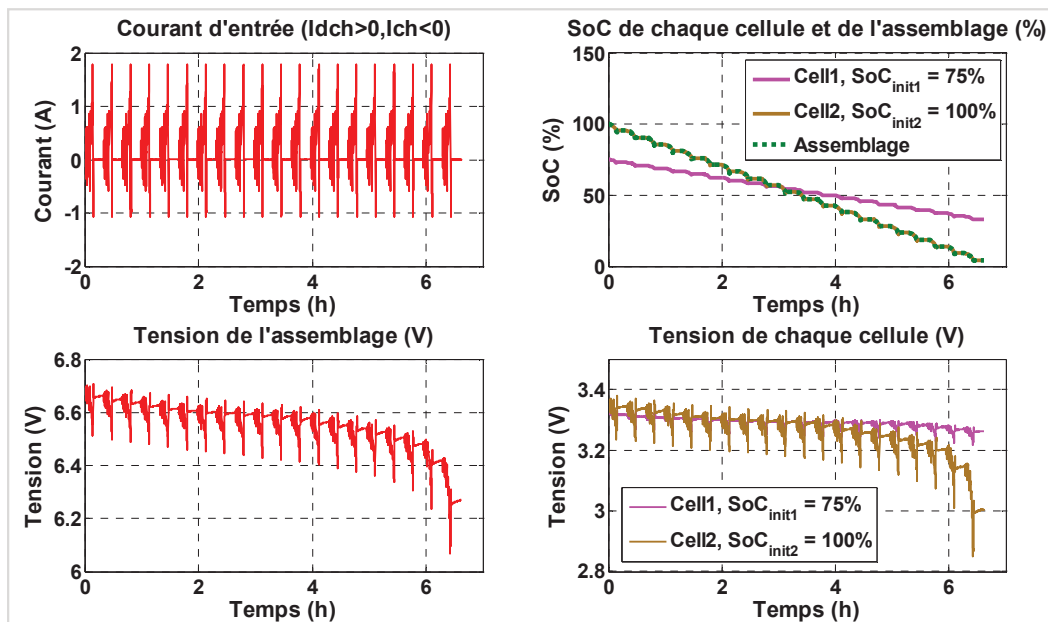 Courant d'entrée (Idch>0,Ich<0)
2
1
0
-1
-2
Courant (A)
0 2 4 6
Temps (h)
SoC de chaque cellule et de l'assemblage (%)
150
100
50
0
SoC (%)
Cell1, SoCinit1 = 75%
Cell2, SoCinit2 = 100%
Assemblage
0 2 4 6
Temps (h)
Tension de l'assemblage (V)
6.8
6.6
6.4
6.2
6
Tension (V)
0 2 4 6
Temps (h)
Tension de chaque cellule (V)
3.4
3.2
3
2.8
Tension (V)
Cell1, SoCinit1 = 75%
Cell2, SoCinit2 = 100%
0 2 4 6
Temps (h)